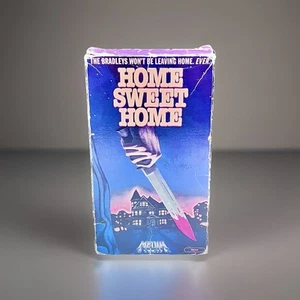 THE BRADLEYS WON'T BE LEAVING HOME. EVER.
HOME
SWEET
HOME